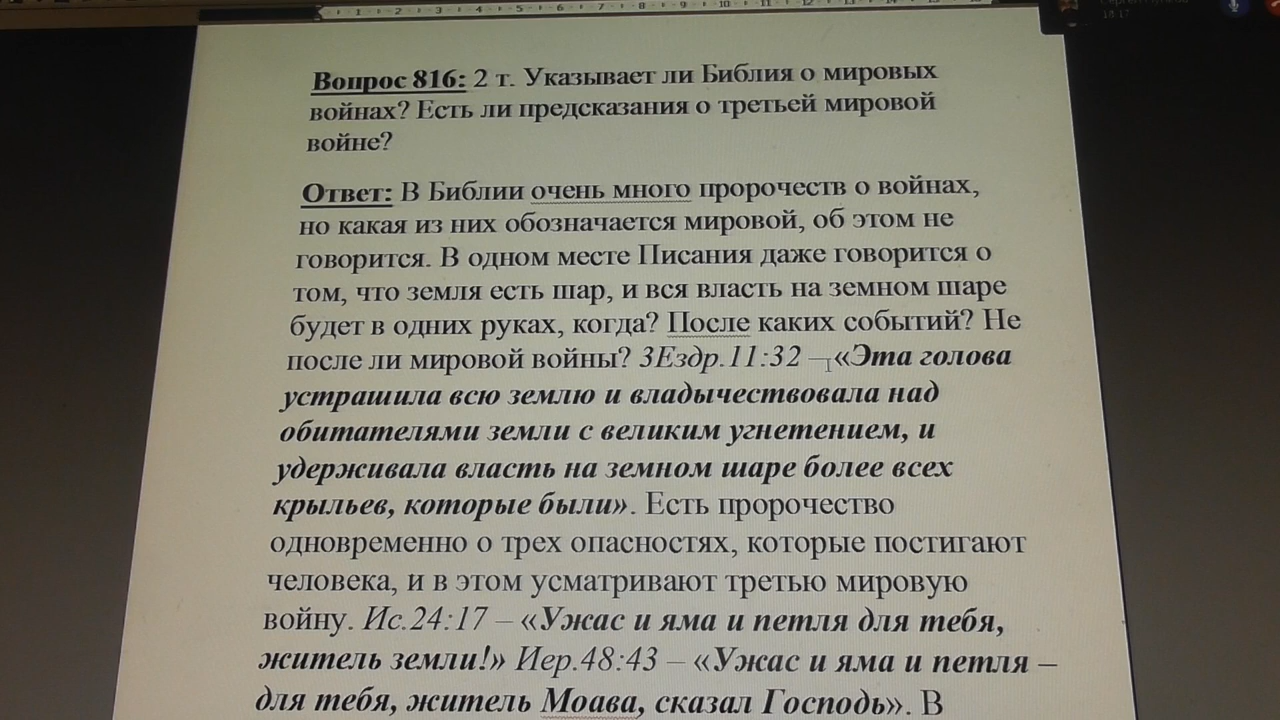 Вопрос 816: 2 т. Указывает ли Библия о мировых
войнах? Есть ли предсказания о третьей мировой
войне?
Ответ: В Библии очень много пророчеств о войнах,
но какая из них обозначается мировой, об этом не
говорится. В одном месте Писания даже говорится о
том, что земля есть шар, и вся власть на земном шаре
будет в одних руках, когда? После каких событий? Не
после ли мировой войны? 3Ездр.11:32 – «Эта голова
устрашила всю землю и владычествовала над
обитателями земли с великим угнетением, и
удерживала власть на земном шаре более всех
крыльев, которые были». Есть пророчество
одновременно о трех опасностях, которые постигают
человека, и в этом усматривают третью мировую
войну. Ис.24:17 – «Ужас и яма и петля для тебя,
житель земли!» Иер.48:43 – «Ужас и яма и петля –
для тебя, житель Моава, сказал Господь». В